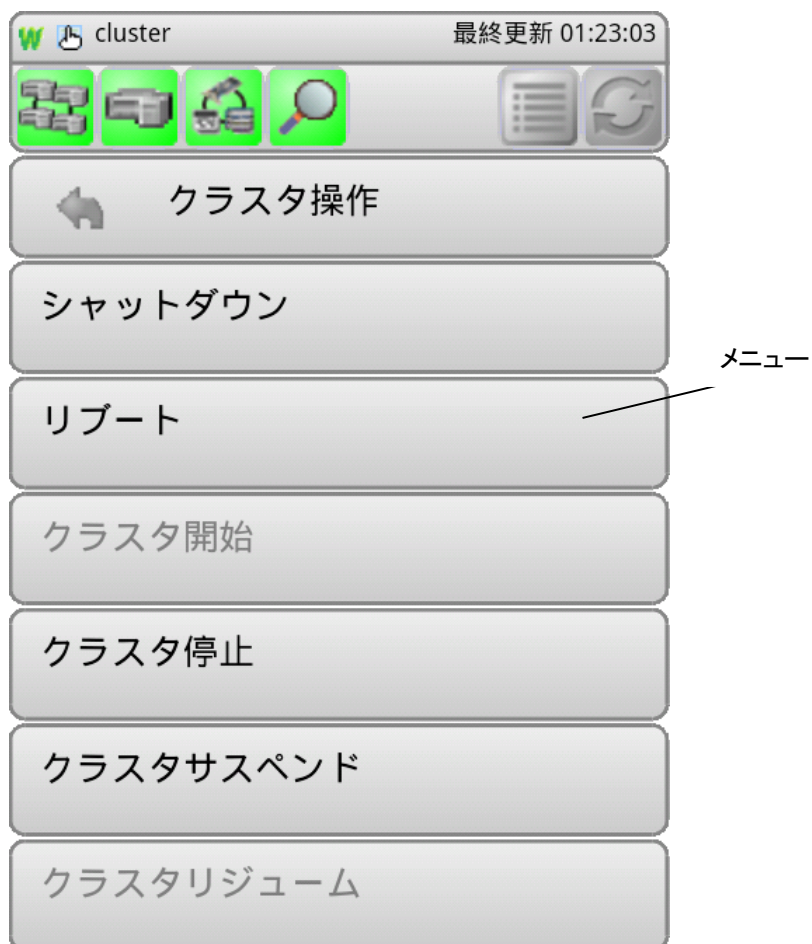 W cluster 最終更新 01:23:03
クラスタ操作
シャットダウン
メニュー
リブート
クラスタ開始
クラスタ停止
クラスタサスペンド
クラスタリジューム